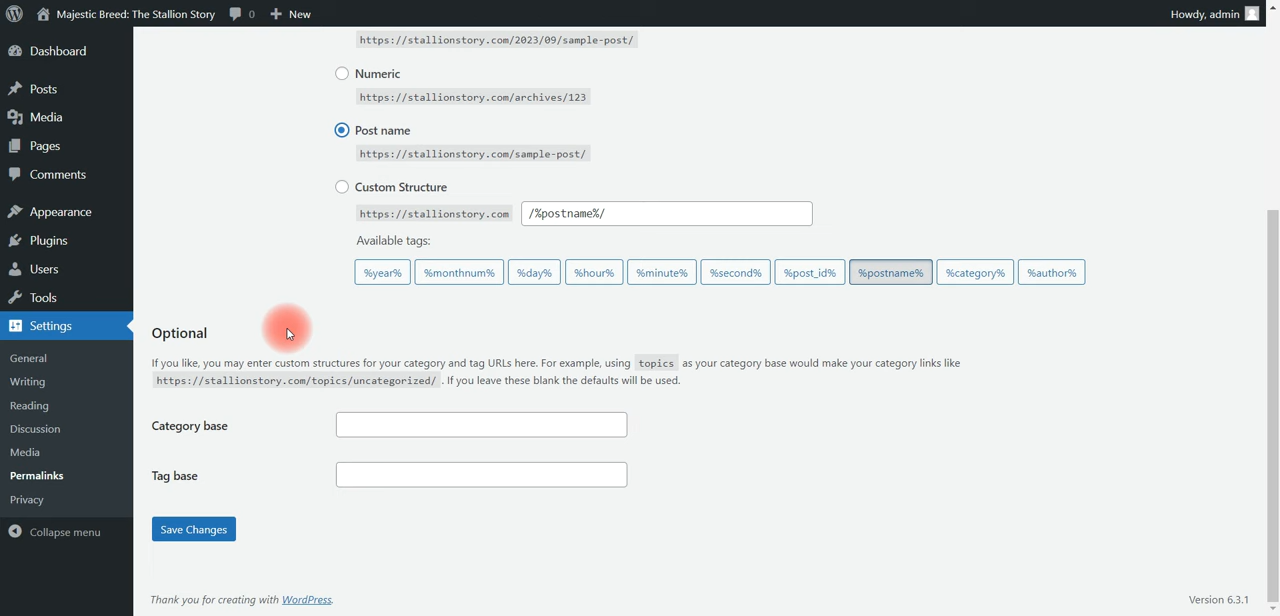 Majestic Breed: The Stallion Story 0 New Howdy, admin
Dashboard
Posts
Media
Pages
Comments
Appearance
Plugins
Users
Tools
Settings
General
Writing
Reading
Discussion
Media
Permalinks
Privacy
Collapse menu
https://stallionstory.com/2023/09/sample-post/
Numeric
https://stallionstory.com/archives/123
Post name
https://stallionstory.com/sample-post/
Custom Structure
https://stallionstory.com /%postname%/
Available tags:
%year% %monthnum% %day% %hour% %minute% %second% %post_id% %postname% %category% %author%
Optional
If you like, you may enter custom structures for your category and tag URLs here. For example, using topics as your category base would make your category links like
https://stallionstory.com/topics/uncategorized/ . If you leave these blank the defaults will be used.
Category base
Tag base
Save Changes
Thank you for creating with WordPress. Version 6.3.1